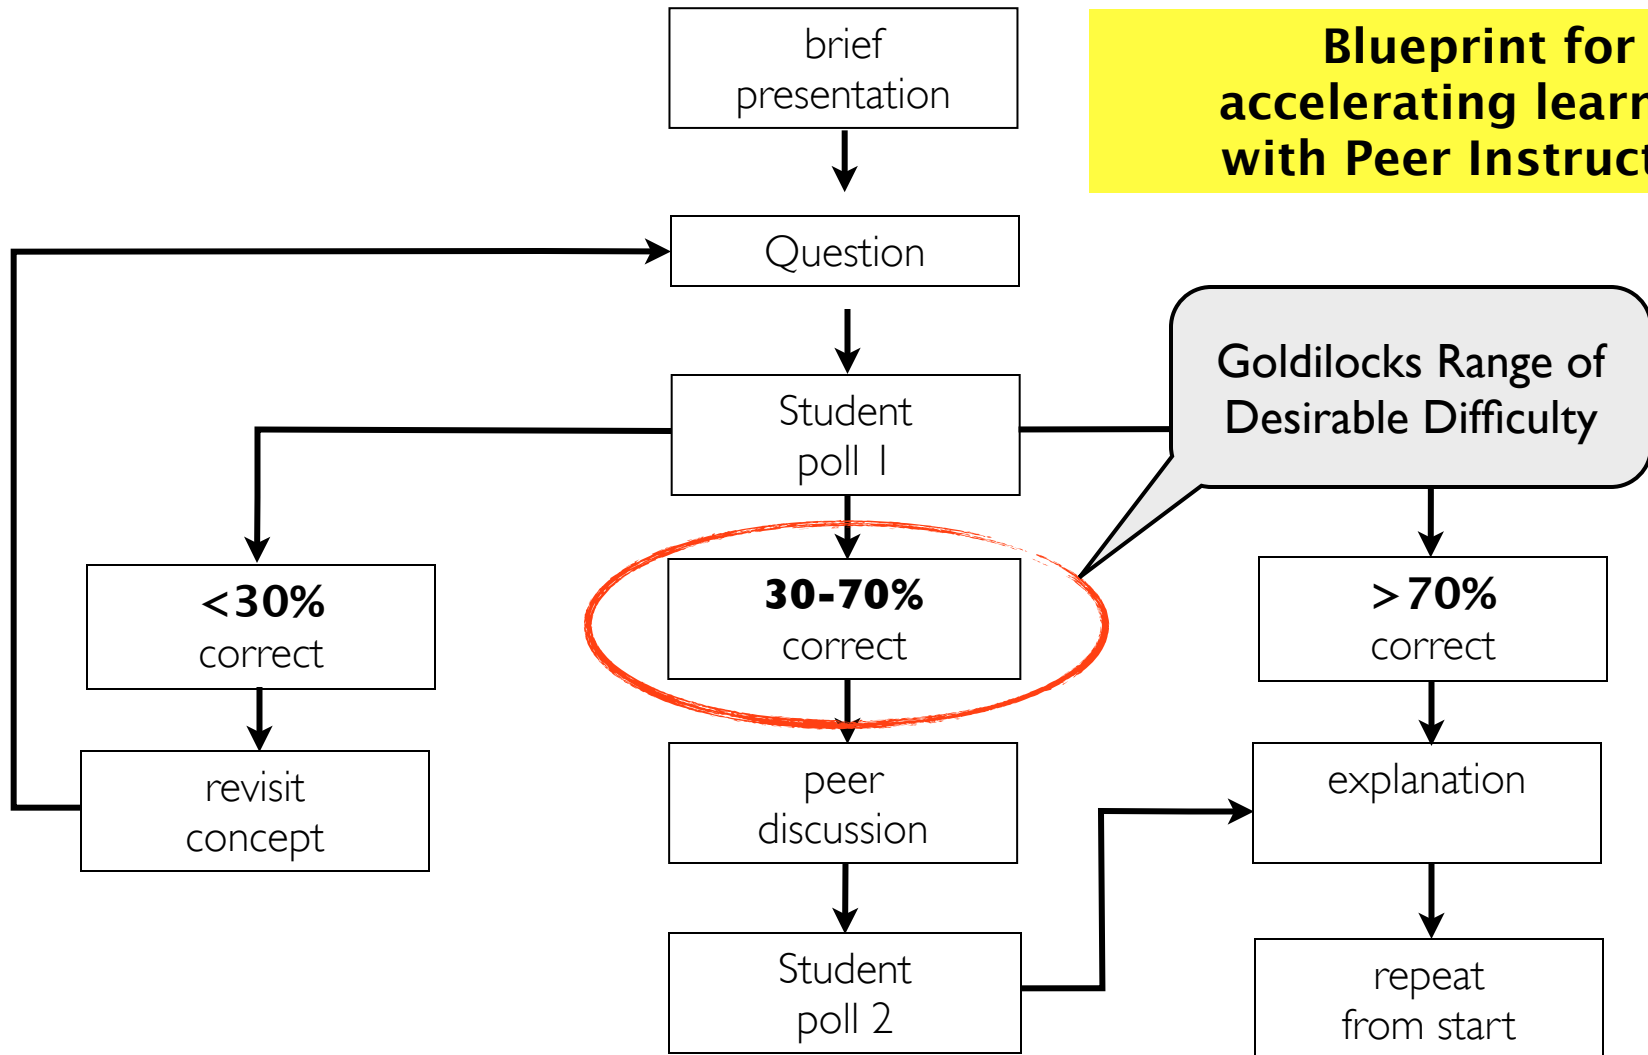 brief
presentation
Blueprint for
accelerating learn
with Peer Instruct
Question
Goldilocks Range of
Desirable Difficulty
Student
poll 1
<30%
correct
30-70%
correct
>70%
correct
revisit
concept
peer
discussion
explanation
Student
poll 2
repeat
from start